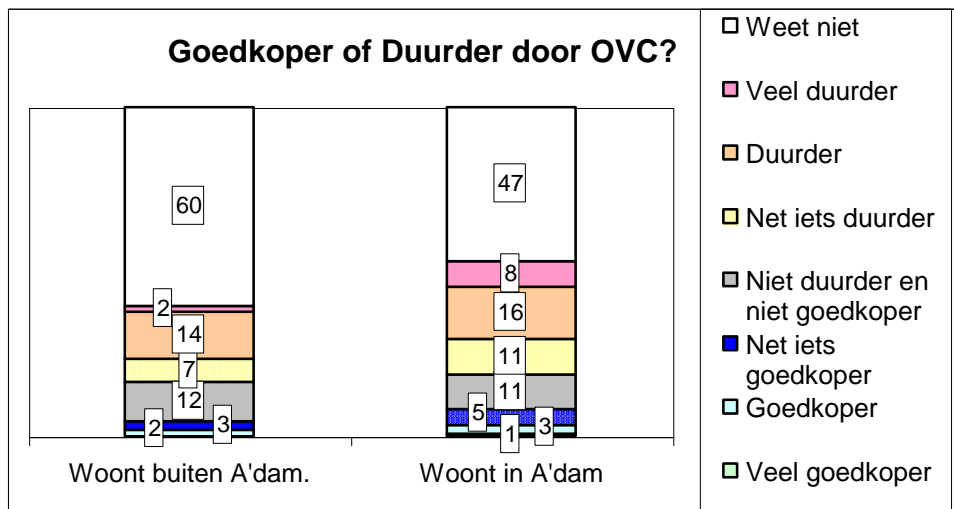 Goedkoper of Duurder door OVC?
60
2
14
7
12
2
3
47
8
16
11
11
5
3
1
Woont buiten A'dam.
Woont in A'dam
Weet niet
Veel duurder
Duurder
Net iets duurder
Niet duurder en
niet goedkoper
Net iets
goedkoper
Goedkoper
Veel goedkoper